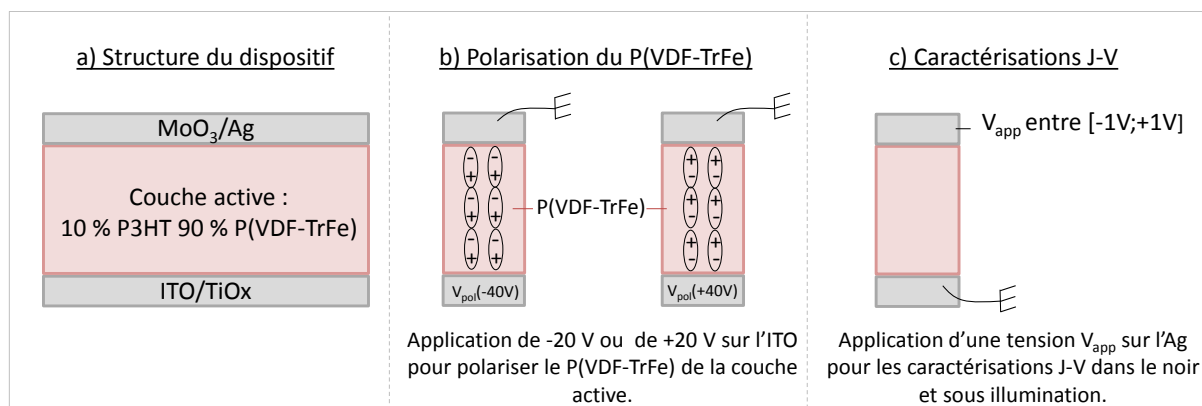 a) Structure du dispositif
MoO3/Ag
Couche active :
10 % P3HT 90 % P(VDF-TrFe)
ITO/TiOx
b) Polarisation du P(VDF-TrFe)
P(VDF-TrFe)
Vpol(-40V)
Vpol(+40V)
Application de -20 V ou de +20 V sur l'ITO
pour polariser le P(VDF-TrFe) de la couche
active.
c) Caractérisations J-V
Vapp entre [-1V;+1V]
Application d'une tension Vapp sur l'Ag
pour les caractérisations J-V dans le noir
et sous illumination.